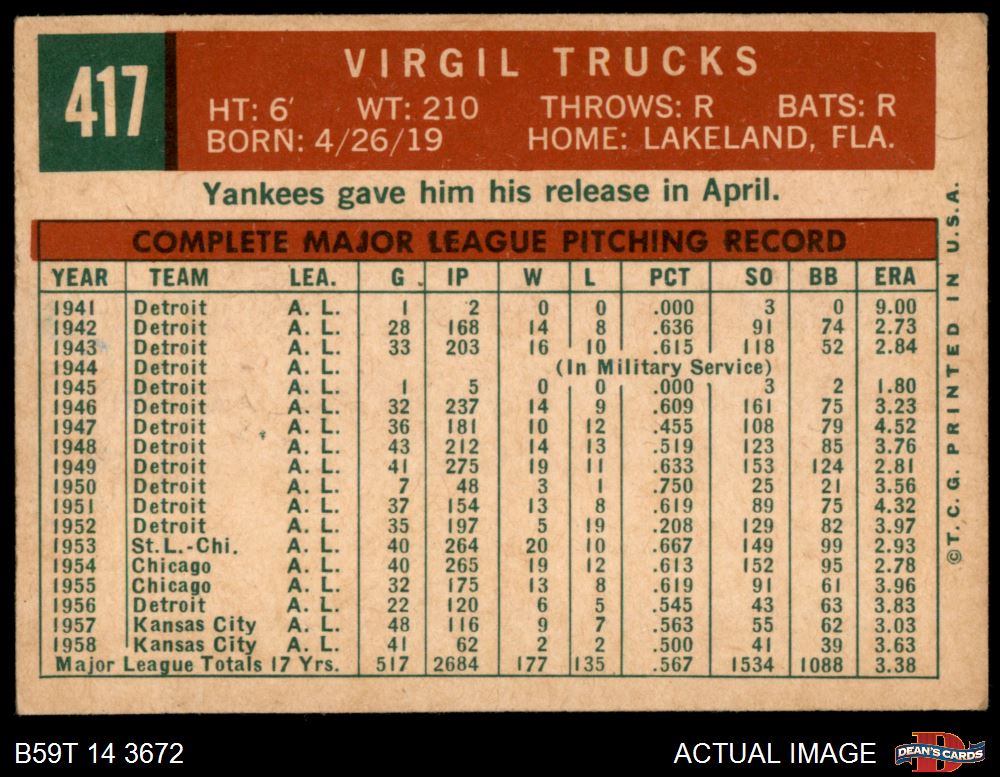 417
VIRGIL TRUCKS
HT: 6' WT: 210 THROWS: R BATS: R
BORN: 4/26/19 HOME: LAKELAND, FLA.
Yankees gave him his release in April.
COMPLETE MAJOR LEAGUE PITCHING RECORD
YEAR TEAM LEA. G IP W L PCT SO BB ERA
1941 Detroit A. L. 1 2 0 0 .000 3 0 9.00
1942 Detroit A. L. 28 168 14 8 .636 91 74 2.73
1943 Detroit A. L. 33 203 16 10 .615 118 52 2.84
1944 Detroit A. L. (In Military Service)
1945 Detroit A. L. 1 5 0 0 .000 3 2 1.80
1946 Detroit A. L. 32 237 14 9 .609 161 75 3.23
1947 Detroit A. L. 36 181 10 12 .455 108 79 4.52
1948 Detroit A. L. 43 212 14 13 .519 123 85 3.76
1949 Detroit A. L. 41 275 19 11 .633 153 124 2.81
1950 Detroit A. L. 7 48 3 1 .750 25 21 3.56
1951 Detroit A. L. 37 154 13 8 .619 89 75 4.32
1952 Detroit A. L. 35 197 5 19 .208 129 82 3.97
1953 St.L.-Chi. A. L. 40 264 20 10 .667 149 99 2.93
1954 Chicago A. L. 40 265 19 12 .613 152 95 2.78
1955 Chicago A. L. 32 175 13 8 .619 91 61 3.96
1956 Detroit A. L. 22 120 6 5 .545 43 63 3.83
1957 Kansas City A. L. 48 116 9 7 .563 55 62 3.03
1958 Kansas City A. L. 41 62 2 2 .500 41 39 3.63
Major League Totals 17 Yrs. 517 2684 177 135 .567 1534 1088 3.38
©T.C.G. PRINTED IN U.S.A.
B59T 14 3672
ACTUAL IMAGE
D
DEAN'S CARDS